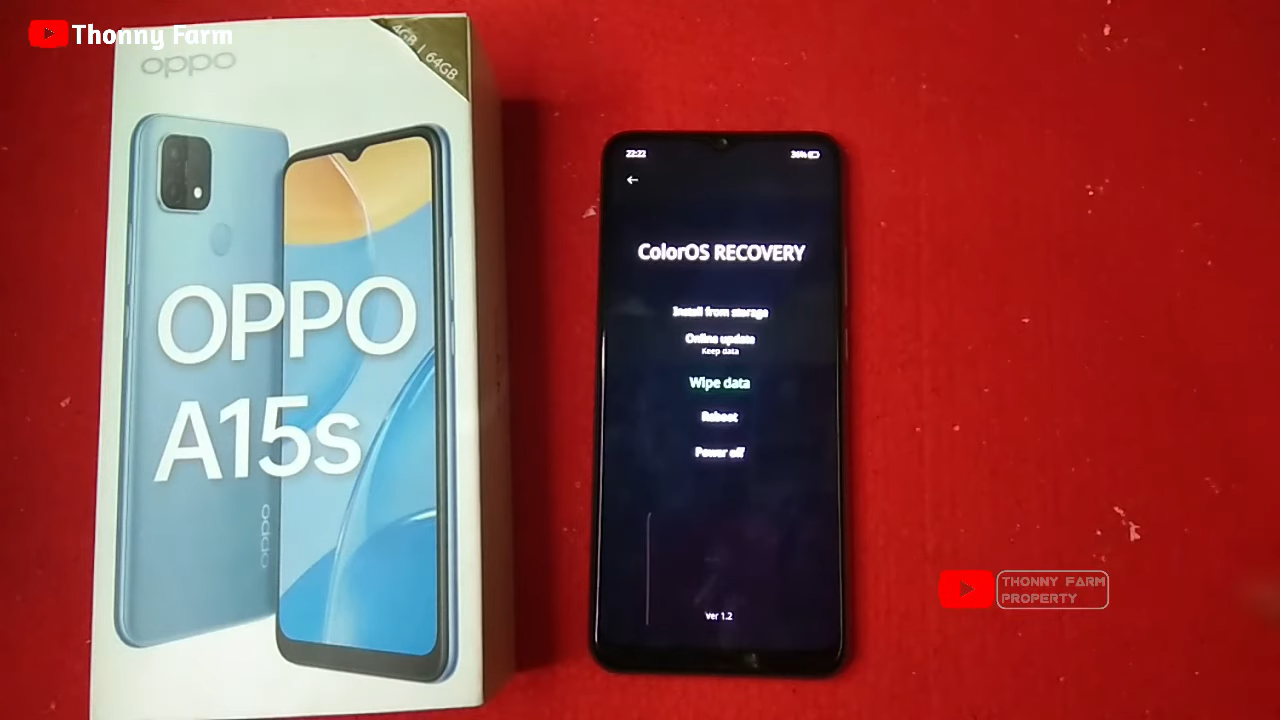 Thonny Farm
oppo
4GB | 64GB
OPPO
A15s
oppo
22:22
36%
ColorOS RECOVERY
Install from storage
Online update
Keep data
Wipe data
Reboot
Power off
Ver 1.2
THONNY FARM
PROPERTY